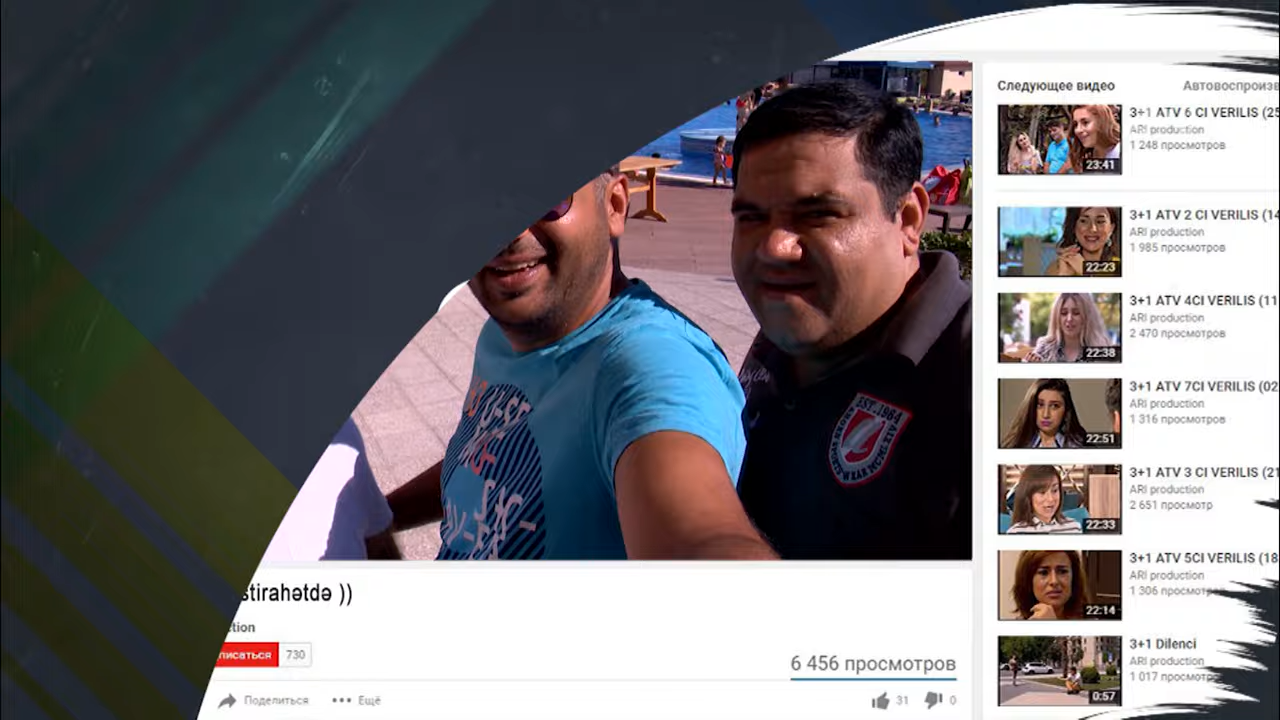 stirahətdə ))
ction
писаться 730
6 456 просмотров
Поделиться
Ещё
31 0
Следующее видео
Автовоспроизв
3+1 ATV 6 CI VERILIS (25
ARI production
1 248 просмотров
23:41
3+1 ATV 2 CI VERILIS (14
ARI production
1 985 просмотров
22:23
3+1 ATV 4CI VERILIS (11
ARI production
2 470 просмотров
22:38
3+1 ATV 7CI VERILIS (02
ARI production
1 316 просмотров
22:51
3+1 ATV 3 CI VERILIS (21
ARI production
2 651 просмотр
22:33
3+1 ATV 5CI VERILIS (18
ARI production
1 306 просмотров
22:14
3+1 Dilenci
ARI production
1 017 просмотр
0:57
EST. 1964